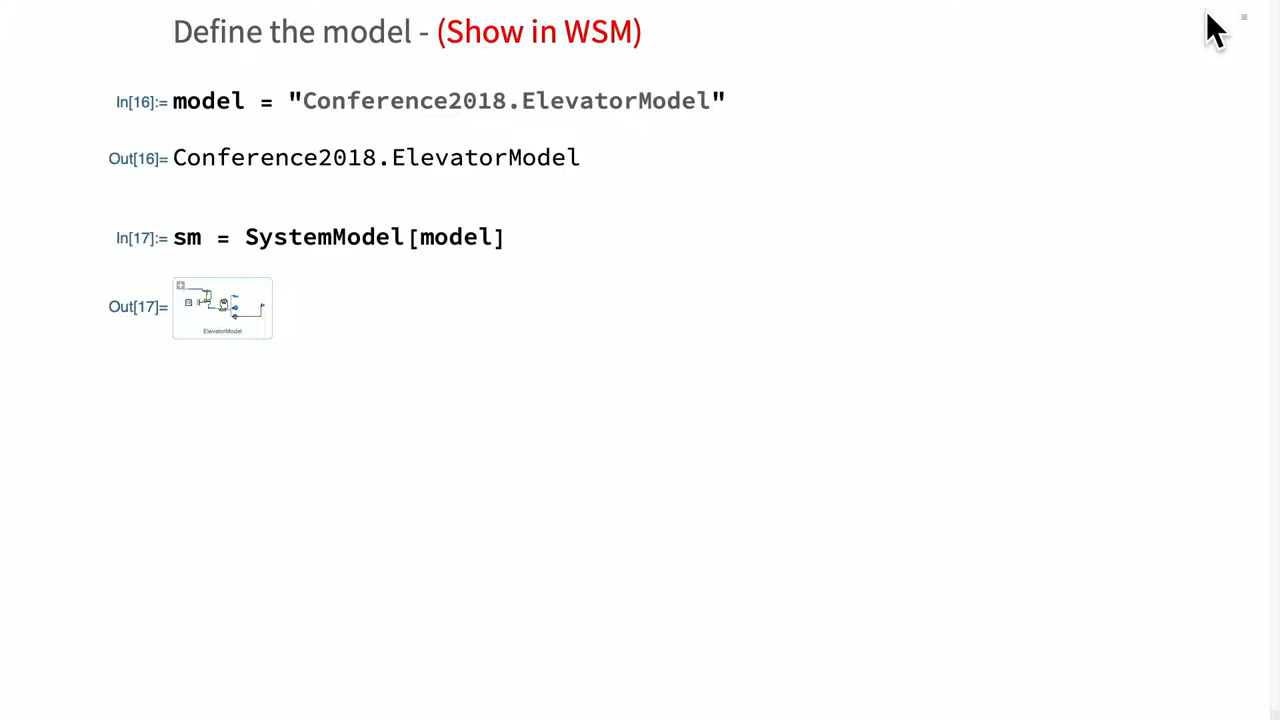 Define the model - (Show in WSM)
In[16]:= model = "Conference2018.ElevatorModel"
Out[16]= Conference2018.ElevatorModel
In[17]:= sm = SystemModel[model]
Out[17]=
ElevatorModel